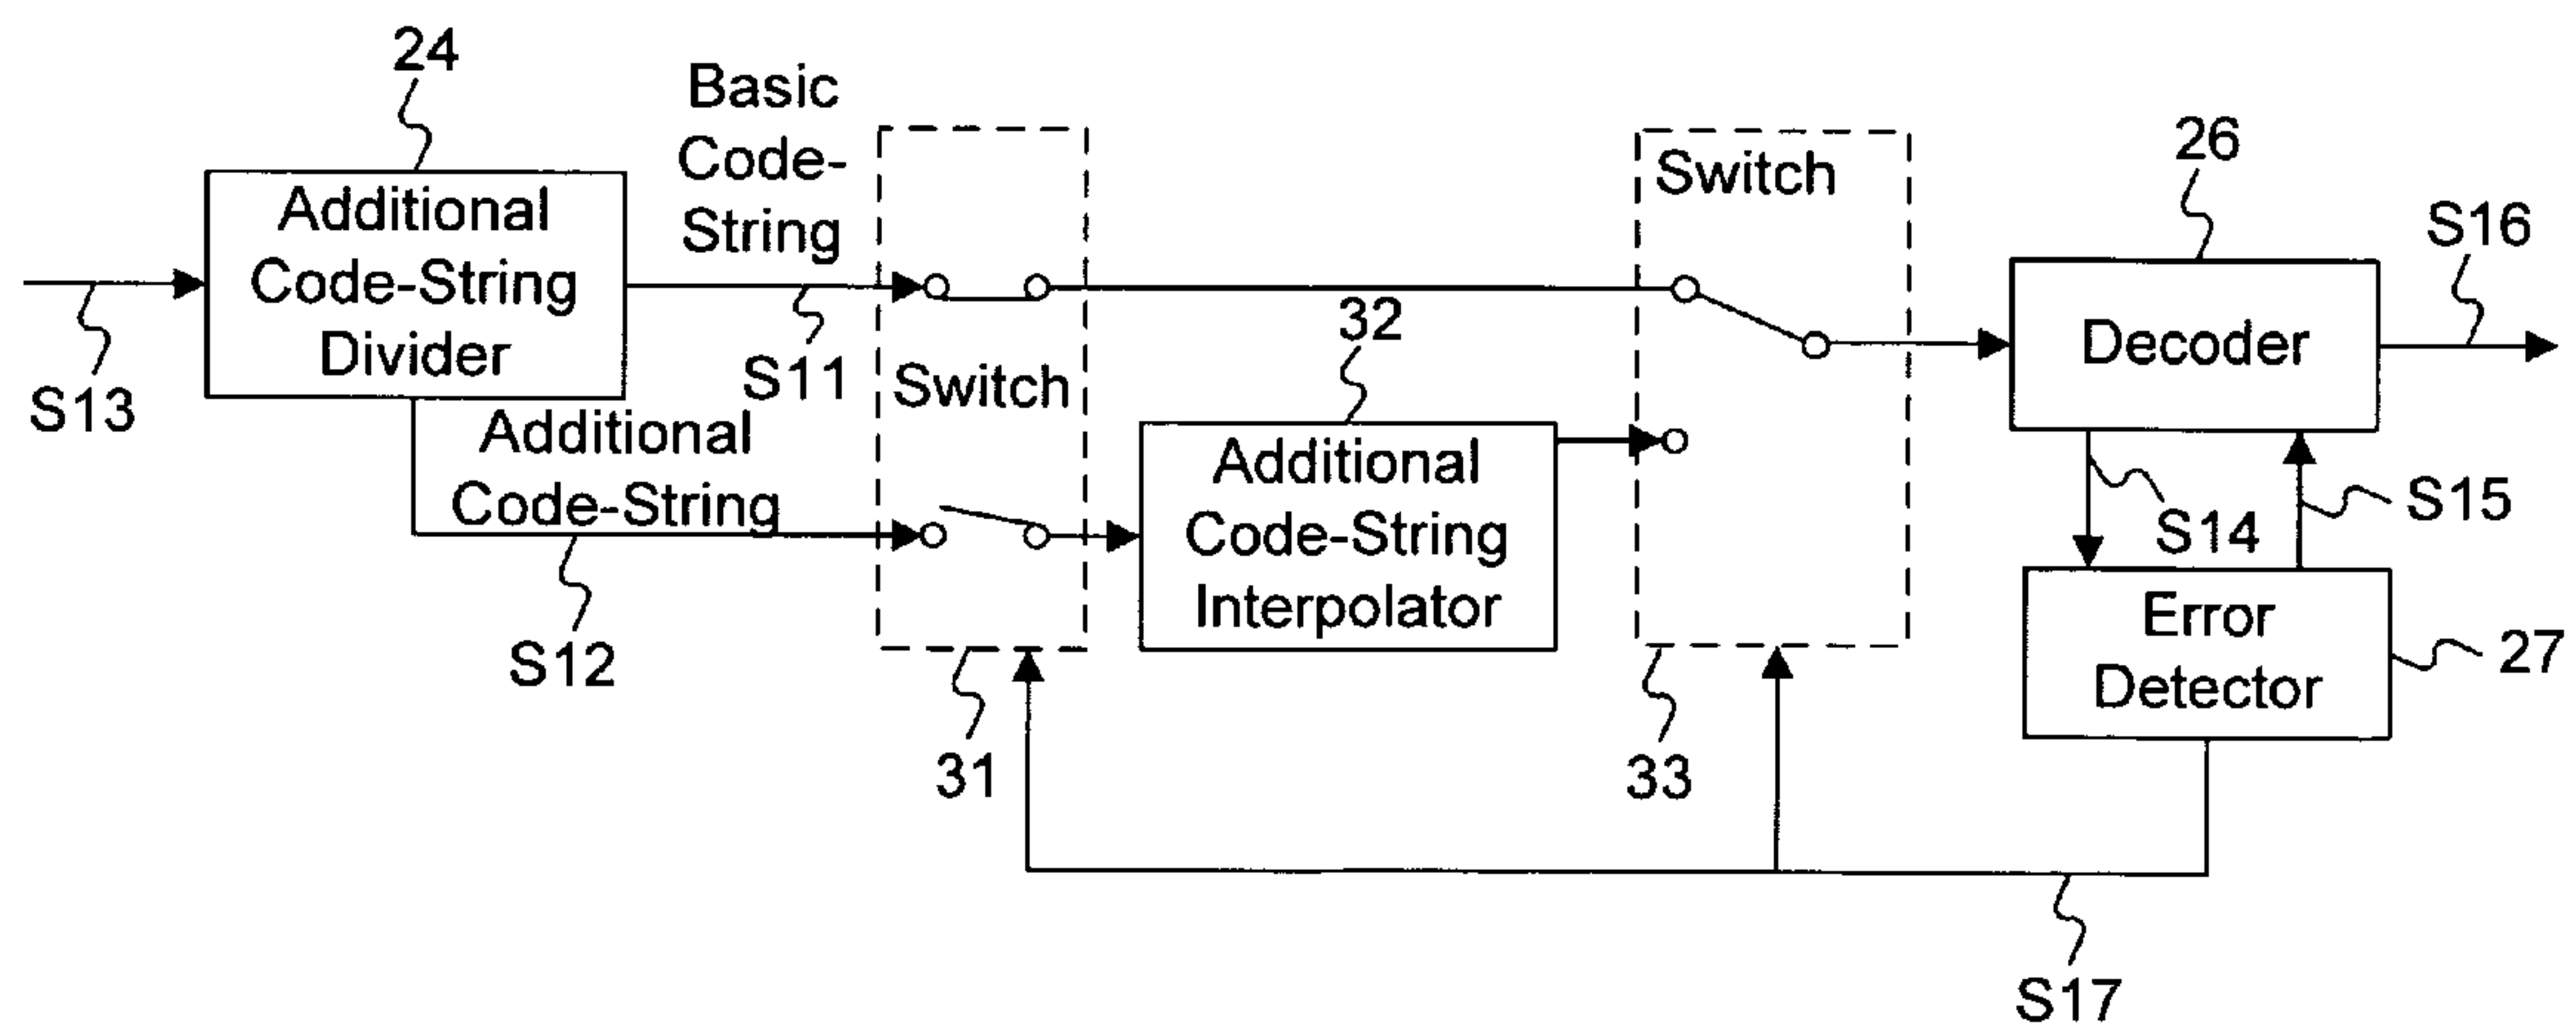 24
Basic
Code-
String
Additional
Code-String
Divider
S13
S11
Additional
Code-String
S12
Switch
31
32
Additional
Code-String
Interpolator
Switch
33
26
Decoder
S16
S14
S15
Error
Detector
27
S17